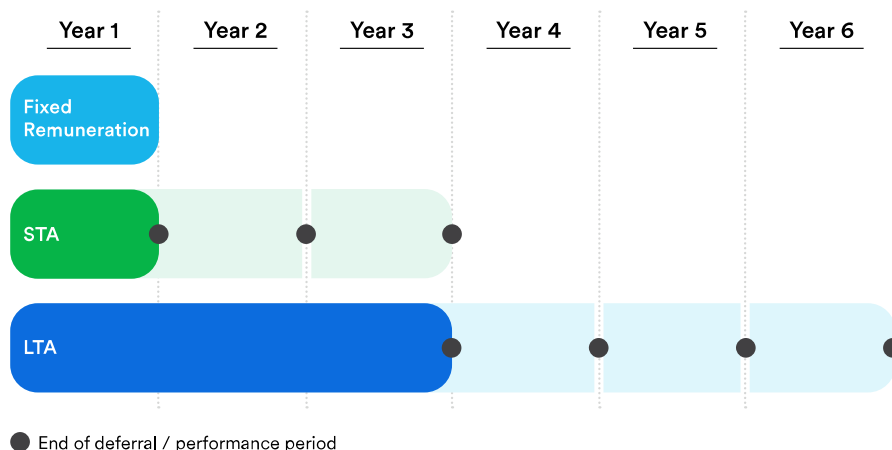 Year 1 Year 2 Year 3 Year 4 Year 5 Year 6
Fixed
Remuneration
STA
LTA
End of deferral / performance period